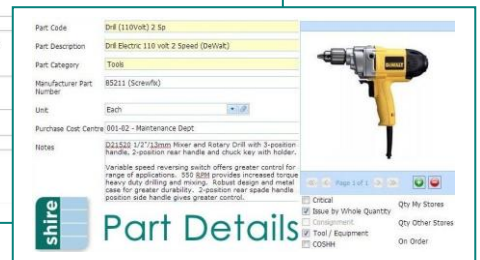 Part Code Drill (110Volt) 2 Sp
Part Description Drill Electric 110 volt 2 Speed (DeWalt)
Part Category Tools
Manufacturer Part Number 85211 (Screwfix)
Unit Each
Purchase Cost Centre 001-02 - Maintenance Dept
Notes D21520 1/2"/13mm Mixer and Rotary Drill with 3-position
handle, 2-position rear handle and chuck key with holder.
Variable speed reversing switch offers greater control for
range of applications. 550 RPM provides increased torque
heavy duty drilling and mixing. Robust design and metal
case for greater durability. 2-position rear spade handle
position side handle gives greater control.
DEWALT
Page 1 of 1
Critical
Issue by Whole Quantity
Consignment
Tool / Equipment
COSHH
Qty My Stores
Qty Other Stores
On Order
shire
Part Details